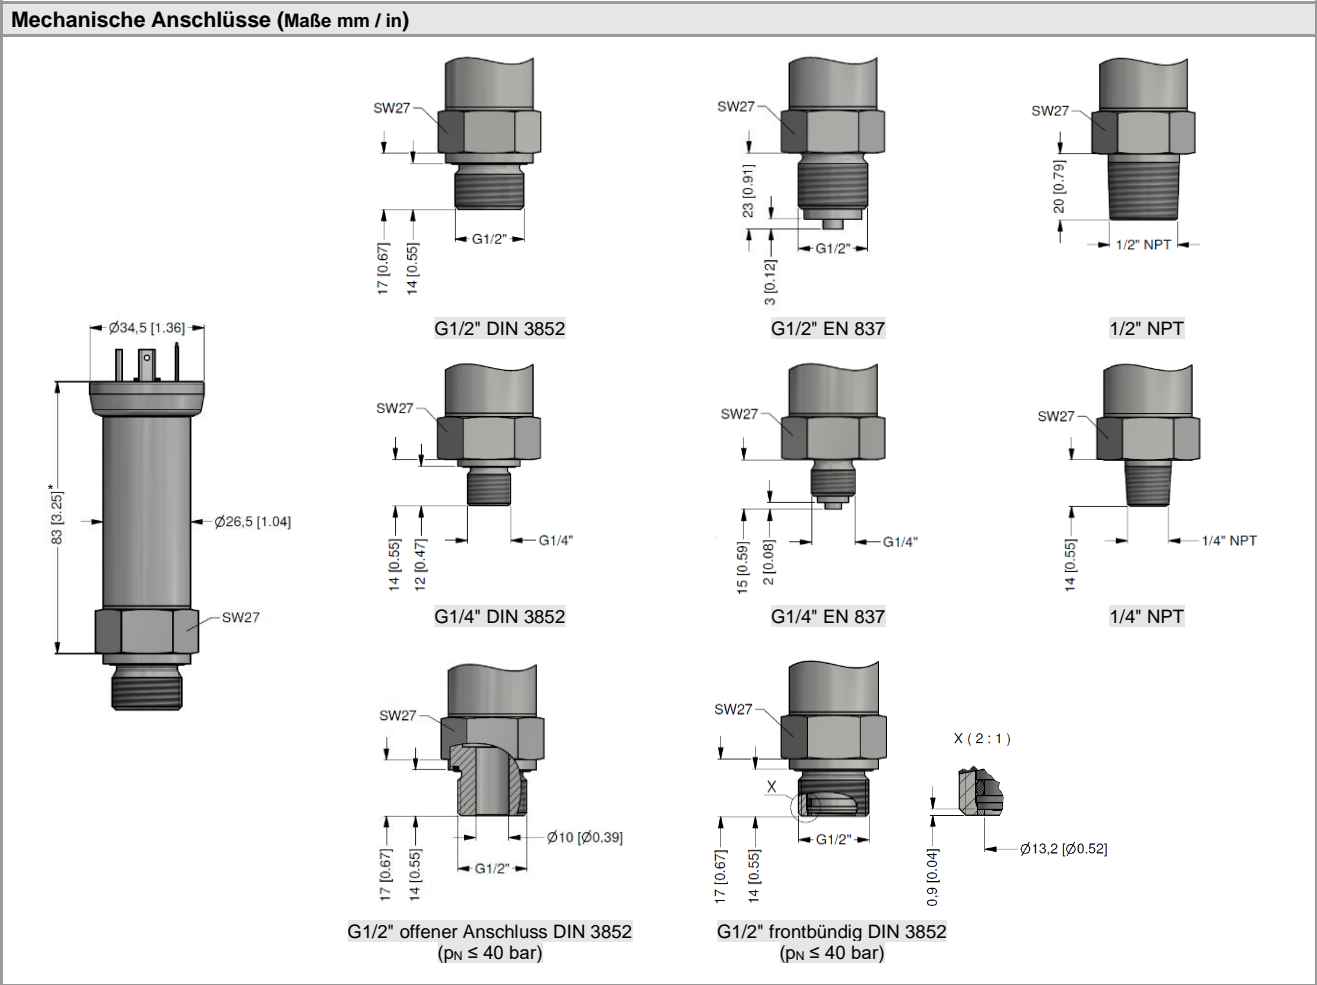 Mechanische Anschlüsse (Maße mm / in)
SW27
17 [0.67]
14 [0.55]
G1/2"
G1/2" DIN 3852
SW27
23 [0.91]
3 [0.12]
G1/2"
G1/2" EN 837
SW27
20 [0.79]
1/2" NPT
1/2" NPT
Ø34,5 [1.36]
83 [3.25]*
Ø26,5 [1.04]
SW27
SW27
14 [0.55]
12 [0.47]
G1/4"
G1/4" DIN 3852
SW27
15 [0.59]
2 [0.08]
G1/4"
G1/4" EN 837
SW27
14 [0.55]
1/4" NPT
1/4" NPT
SW27
17 [0.67]
14 [0.55]
Ø10 [Ø0.39]
G1/2"
G1/2" offener Anschluss DIN 3852
(pN ≤ 40 bar)
SW27
X
17 [0.67]
14 [0.55]
G1/2"
X ( 2 : 1 )
0,9 [0.04]
Ø13,2 [Ø0.52]
G1/2" frontbündig DIN 3852
(pN ≤ 40 bar)